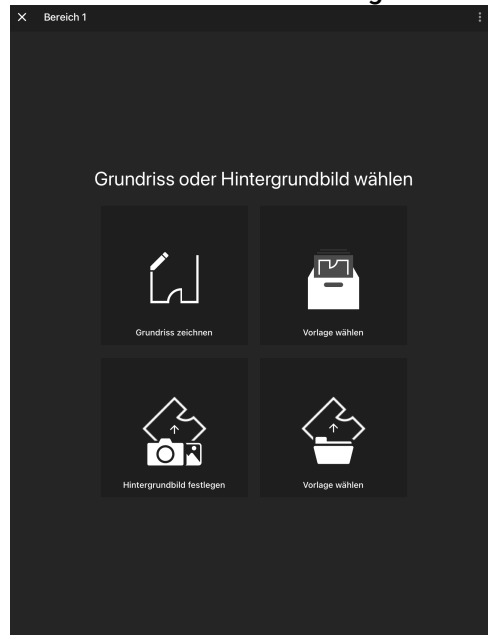 Bereich 1
Grundriss oder Hintergrundbild wählen
Grundriss zeichnen
Vorlage wählen
Hintergrundbild festlegen
Vorlage wählen